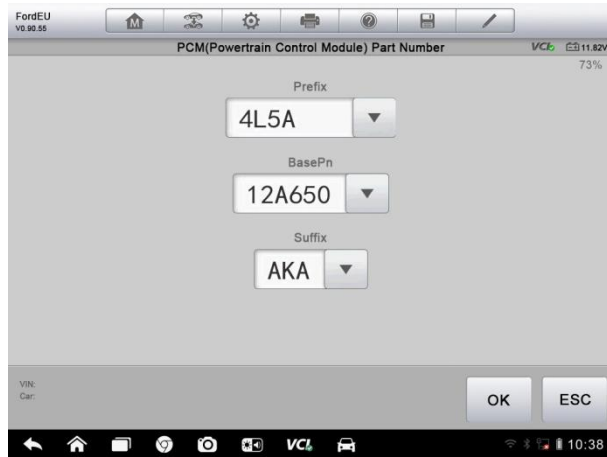 FordEU
V0.90.55
PCM(Powertrain Control Module) Part Number
VCI
11.82V
73%
Prefix
4L5A
BasePn
12A650
Suffix
AKA
VIN:
Car:
OK
ESC
VCI
10:38